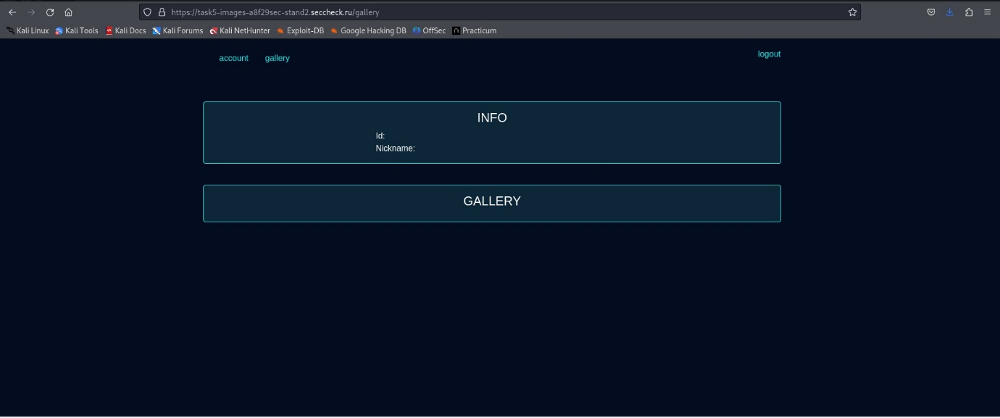 https://task5-images-a8f29sec-stand2.seccheck.ru/gallery
Kali Linux Kali Tools Kali Docs Kali Forums Kali NetHunter Exploit-DB Google Hacking DB OffSec Practicum
account gallery logout
INFO
Id:
Nickname:
GALLERY